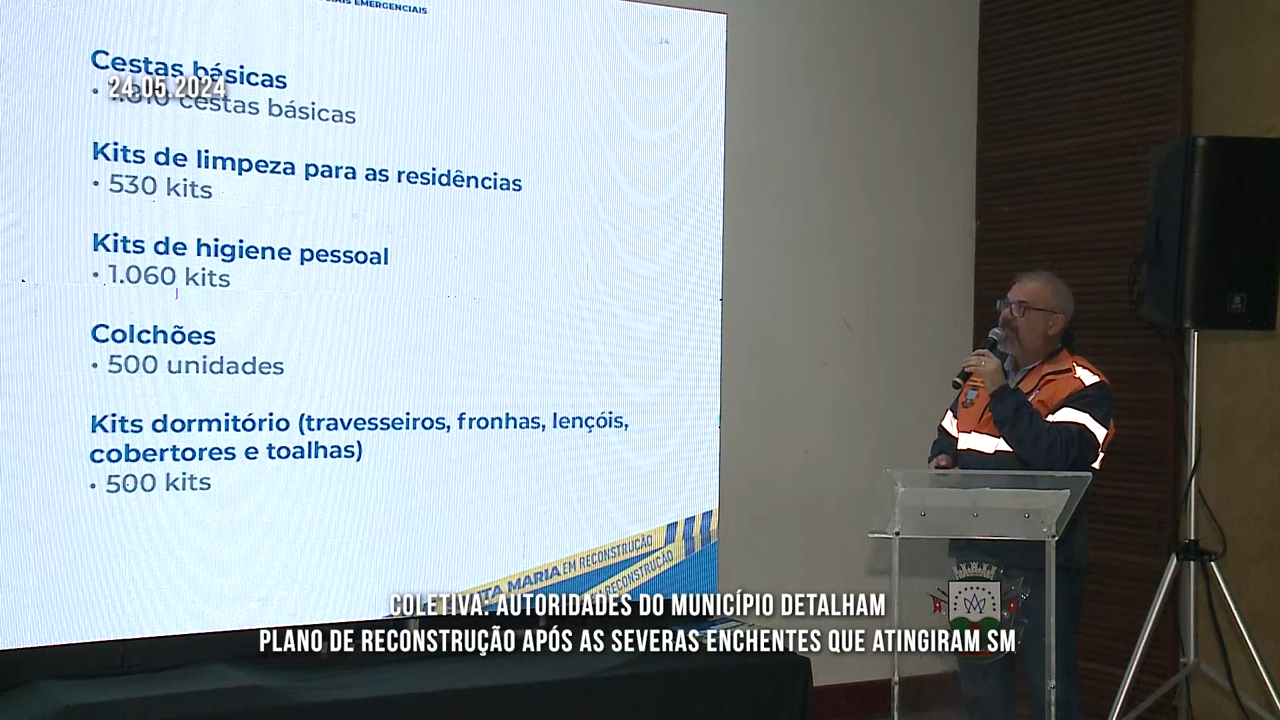 EMERGENCIAIS
Cestas básicas
24.05.2024
cestas básicas
Kits de limpeza para as residências
• 530 kits
Kits de higiene pessoal
• 1.060 kits
Colchões
• 500 unidades
Kits dormitório (travesseiros, fronhas, lençóis,
cobertores e toalhas)
• 500 kits
MARIA EM RECONSTRUÇÃO
RECONSTRUÇÃO
COLETIVA: AUTORIDADES DO MUNICÍPIO DETALHAM
PLANO DE RECONSTRUÇÃO APÓS AS SEVERAS ENCHENTES QUE ATINGIRAM SM